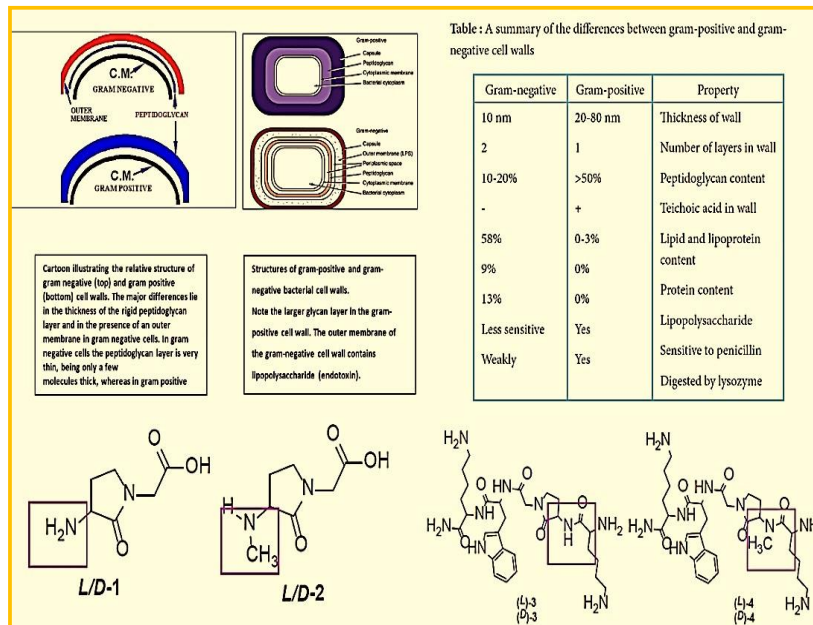 C.M.
GRAM NEGATIVE
OUTER
MEMBRANE
PEPTIDOGLYCAN
C.M.
GRAM POSITIVE
Gram-positive
Capsule
Peptidoglycan
Cytoplasmic membrane
Bacterial cytoplasm
Gram-negative
Capsule
Outer membrane (LPS)
Periplasmic space
Peptidoglycan
Cytoplasmic membrane
Bacterial cytoplasm
Table : A summary of the differences between gram-positive and gram-
negative cell walls
Gram-negative Gram-positive Property
10 nm 20-80 nm Thickness of wall
2 1 Number of layers in wall
10-20% >50% Peptidoglycan content
- + Teichoic acid in wall
58% 0-3% Lipid and lipoprotein
content
9% 0% Protein content
13% 0% Lipopolysaccharide
Less sensitive Yes Sensitive to penicillin
Weakly Yes Digested by lysozyme
Cartoon illustrating the relative structure of
gram negative (top) and gram positive
(bottom) cell walls. The major differences lie
in the thickness of the rigid peptidoglycan
layer and in the presence of an outer
membrane in gram negative cells. In gram
negative cells the peptidoglycan layer is very
thin, being only a few
molecules thick, whereas in gram positive
Structures of gram-positive and gram-
negative bacterial cell walls.
Note the larger glycan layer in the gram-
positive cell wall. The outer membrane of
the gram-negative cell wall contains
lipopolysaccharide (endotoxin).
O
OH
N
H2N
O
L/D-1
O
OH
H
N
N
CH3
O
L/D-2
H2N
O
HN
O
N
O
NH
H2N
O
O
N
H
NH2
HN
H2N
(L)-3
(D)-3
H2N
O
HN
O
N
O
NH
H2N
O
O
N
H3C
NH
HN
H2N
(L)-4
(D)-4